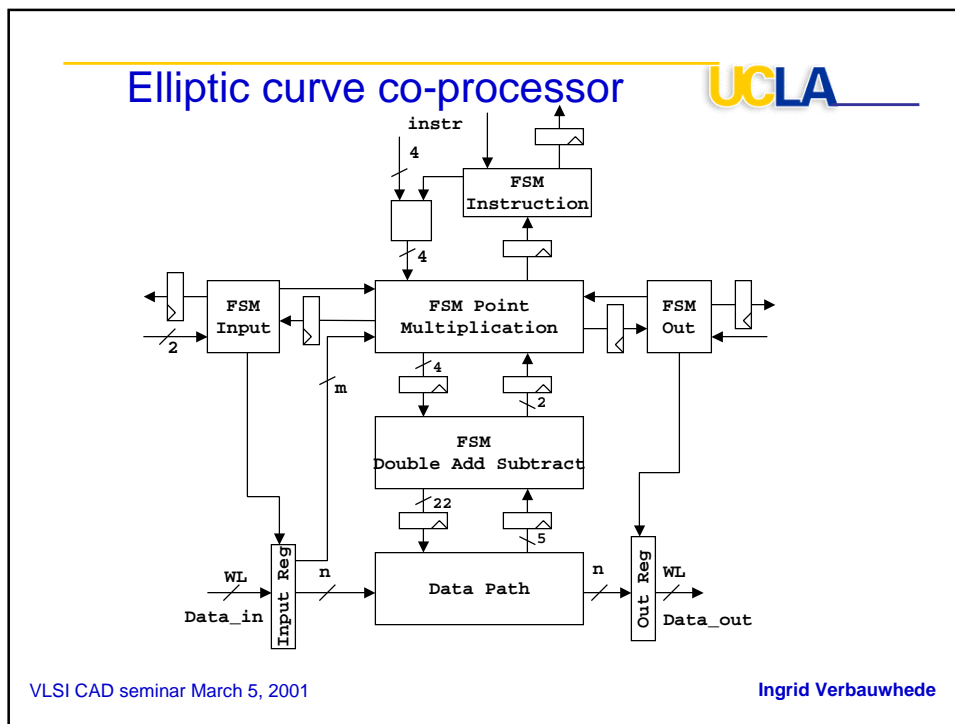 Elliptic curve co-processor
UCLA
instr
4
FSM
Instruction
4
FSM
Input
FSM Point
Multiplication
FSM
Out
2
m
4
2
FSM
Double Add Subtract
22
5
Input Reg
WL
n
Data Path
n
Out Reg
WL
Data_in
Data_out
VLSI CAD seminar March 5, 2001
Ingrid Verbauwhede